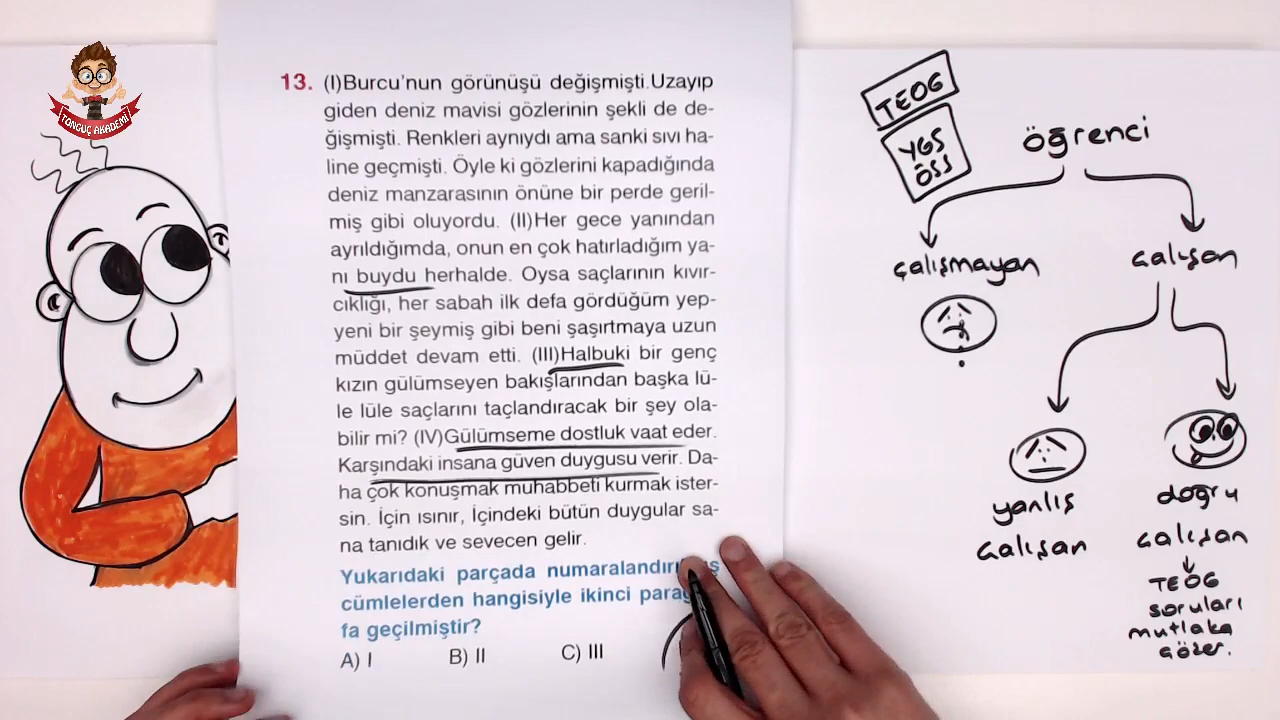 TONGUÇ AKADEMİ
13. (I)Burcu'nun görünüşü değişmişti.Uzayıp
giden deniz mavisi gözlerinin şekli de de-
ğişmişti. Renkleri aynıydı ama sanki sıvı ha-
line geçmişti. Öyle ki gözlerini kapadığında
deniz manzarasının önüne bir perde geril-
miş gibi oluyordu. (II)Her gece yanından
ayrıldığımda, onun en çok hatırladığım ya-
nı buydu herhalde. Oysa saçlarının kıvır-
cıklığı, her sabah ilk defa gördüğüm yep-
yeni bir şeymiş gibi beni şaşırtmaya uzun
müddet devam etti. (III)Halbuki bir genç
kızın gülümseyen bakışlarından başka lü-
le lüle saçlarını taçlandıracak bir şey ola-
bilir mi? (IV)Gülümseme dostluk vaat eder.
Karşındaki insana güven duygusu verir. Da-
ha çok konuşmak muhabbeti kurmak ister-
sin. İçin ısınır, İçindeki bütün duygular sa-
na tanıdık ve sevecen gelir.
Yukarıdaki parçada
cümlelerden hangisiyle ikinci
fa geçilmiştir?
A) I B) II C) III
TEOG
YGS
ÖSS
öğrenci
çalışmayan
çalışan
yanlış
çalışan
doğru
çalışan
TEOG
soruları
mutlaka
çözer.